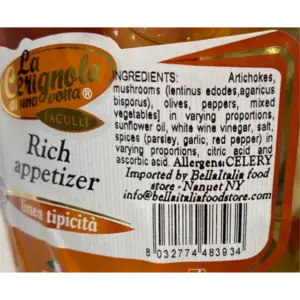 La
Cerignola
di una volta®
IACULLI
Rich
appetizer
linea tipicità
INGREDIENTS: Artichokes,
mushrooms (lentinus edodes,agaricus
bisporus), olives, peppers, mixed
vegetables] in varying proportions,
sunflower oil, white wine vinegar, salt,
spices (parsley, garlic, red pepper) in
varying proportions, citric acid and
ascorbic acid. Allergens:CELERY
Imported by BellaItalia food
store - Nanuet NY
info@bellaitaliafoodstore.com
8 032774 483934